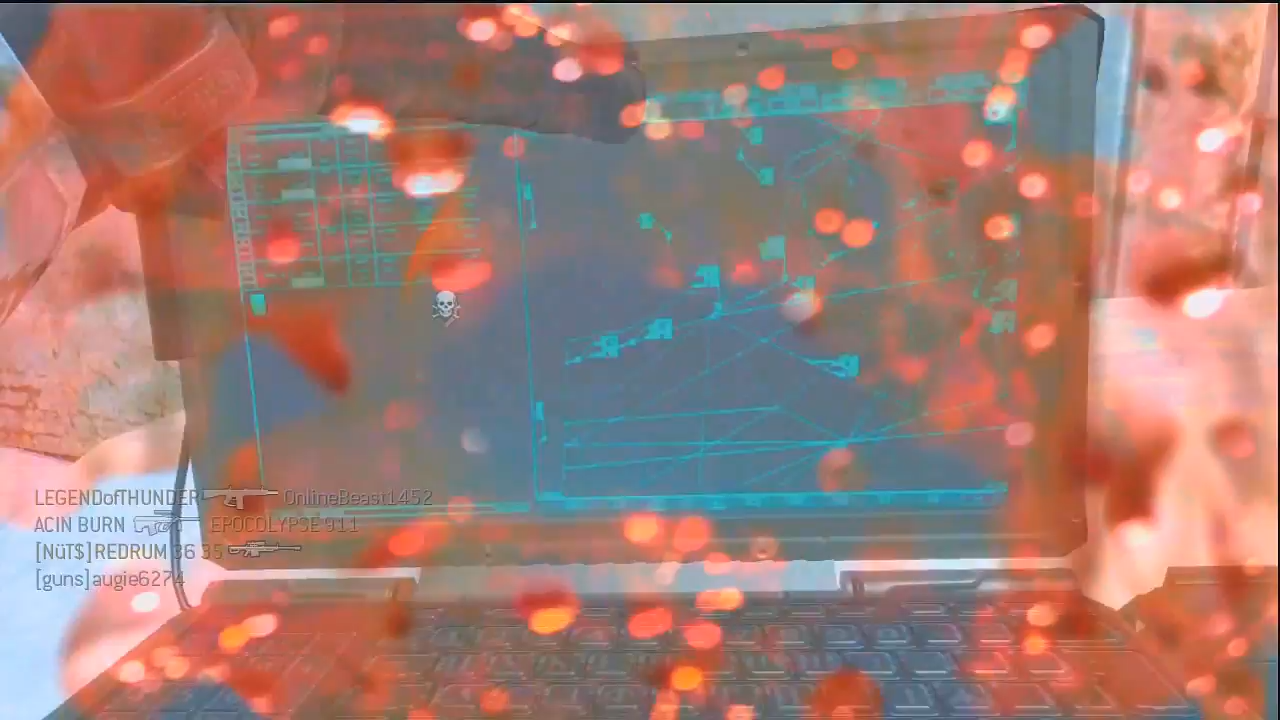 LEGENDofTHUNDER OnlineBeast1452
ACIN BURN EPOCOLYPSE 911
[NüT$]REDRUM 36 35
[guns]augie6274